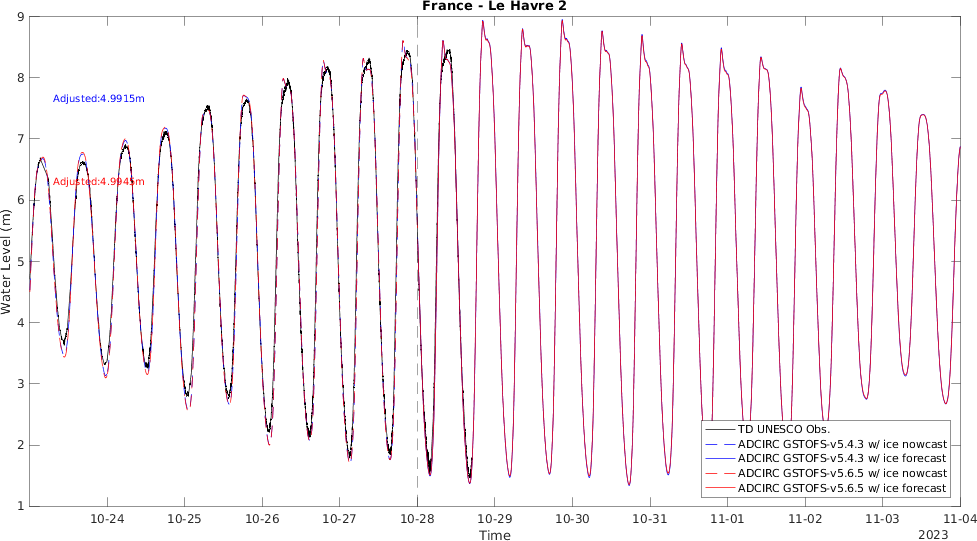 France - Le Havre 2
9
8
7
6
5
4
3
2
1
Water Level (m)
Adjusted:4.9915m
Adjusted:4.9945m
TD UNESCO Obs.
ADCIRC GSTOFS-v5.4.3 w/ ice nowcast
ADCIRC GSTOFS-v5.4.3 w/ ice forecast
ADCIRC GSTOFS-v5.6.5 w/ ice nowcast
ADCIRC GSTOFS-v5.6.5 w/ ice forecast
10-24 10-25 10-26 10-27 10-28 10-29 10-30 10-31 11-01 11-02 11-03 11-04
Time
2023